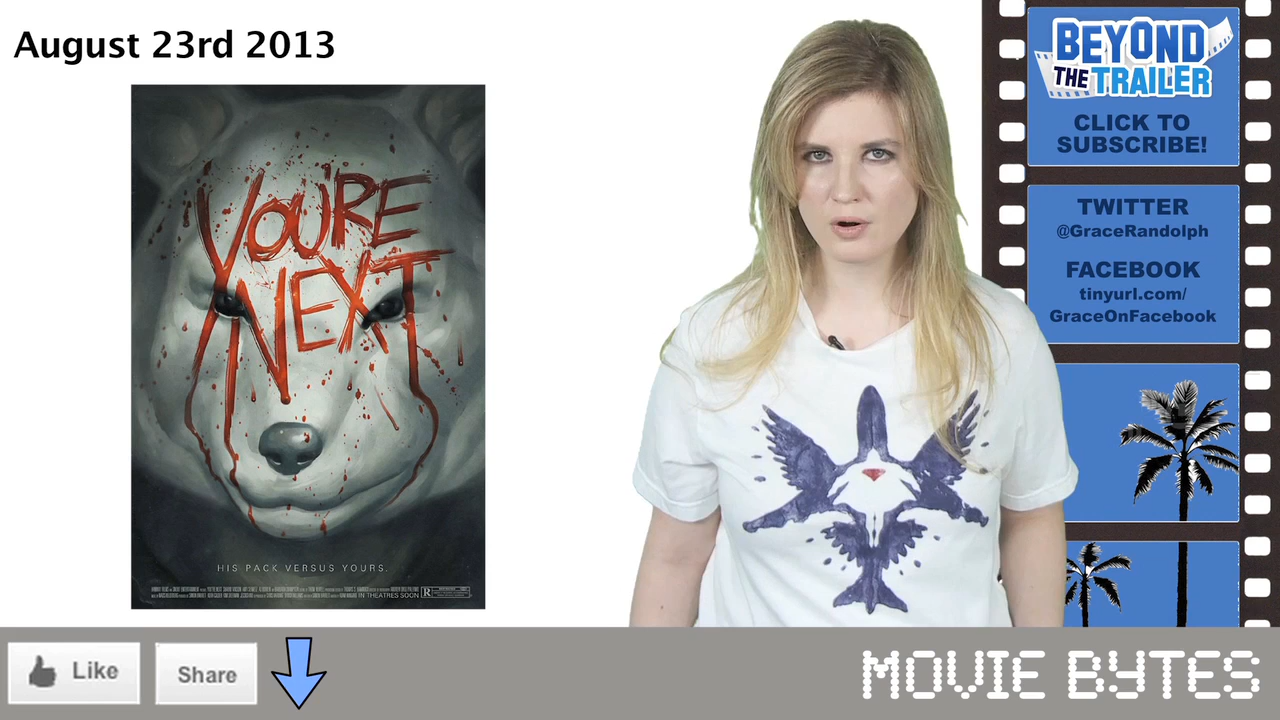 August 23rd 2013
YOU'RE
NEXT
HIS PACK VERSUS YOURS.
IN THEATRES SOON
R
BEYOND
THE TRAILER
CLICK TO
SUBSCRIBE!
TWITTER
@GraceRandolph
FACEBOOK
tinyurl.com/
GraceOnFacebook
Like
Share
MOVIE BYTES